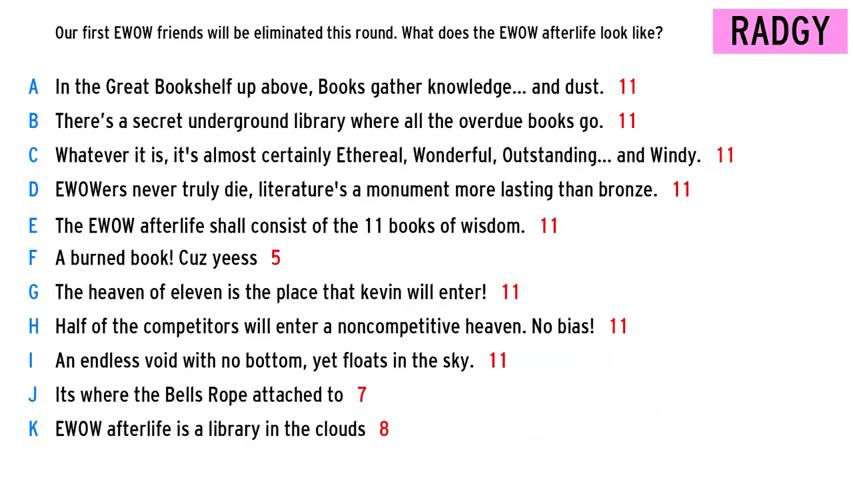 Our first EWOW friends will be eliminated this round. What does the EWOW afterlife look like?
RADGY
A In the Great Bookshelf up above, Books gather knowledge... and dust. 11
B There's a secret underground library where all the overdue books go. 11
C Whatever it is, it's almost certainly Ethereal, Wonderful, Outstanding... and Windy. 11
D EWOWers never truly die, literature's a monument more lasting than bronze. 11
E The EWOW afterlife shall consist of the 11 books of wisdom. 11
F A burned book! Cuz yeess 5
G The heaven of eleven is the place that kevin will enter! 11
H Half of the competitors will enter a noncompetitive heaven. No bias! 11
I An endless void with no bottom, yet floats in the sky. 11
J Its where the Bells Rope attached to 7
K EWOW afterlife is a library in the clouds 8